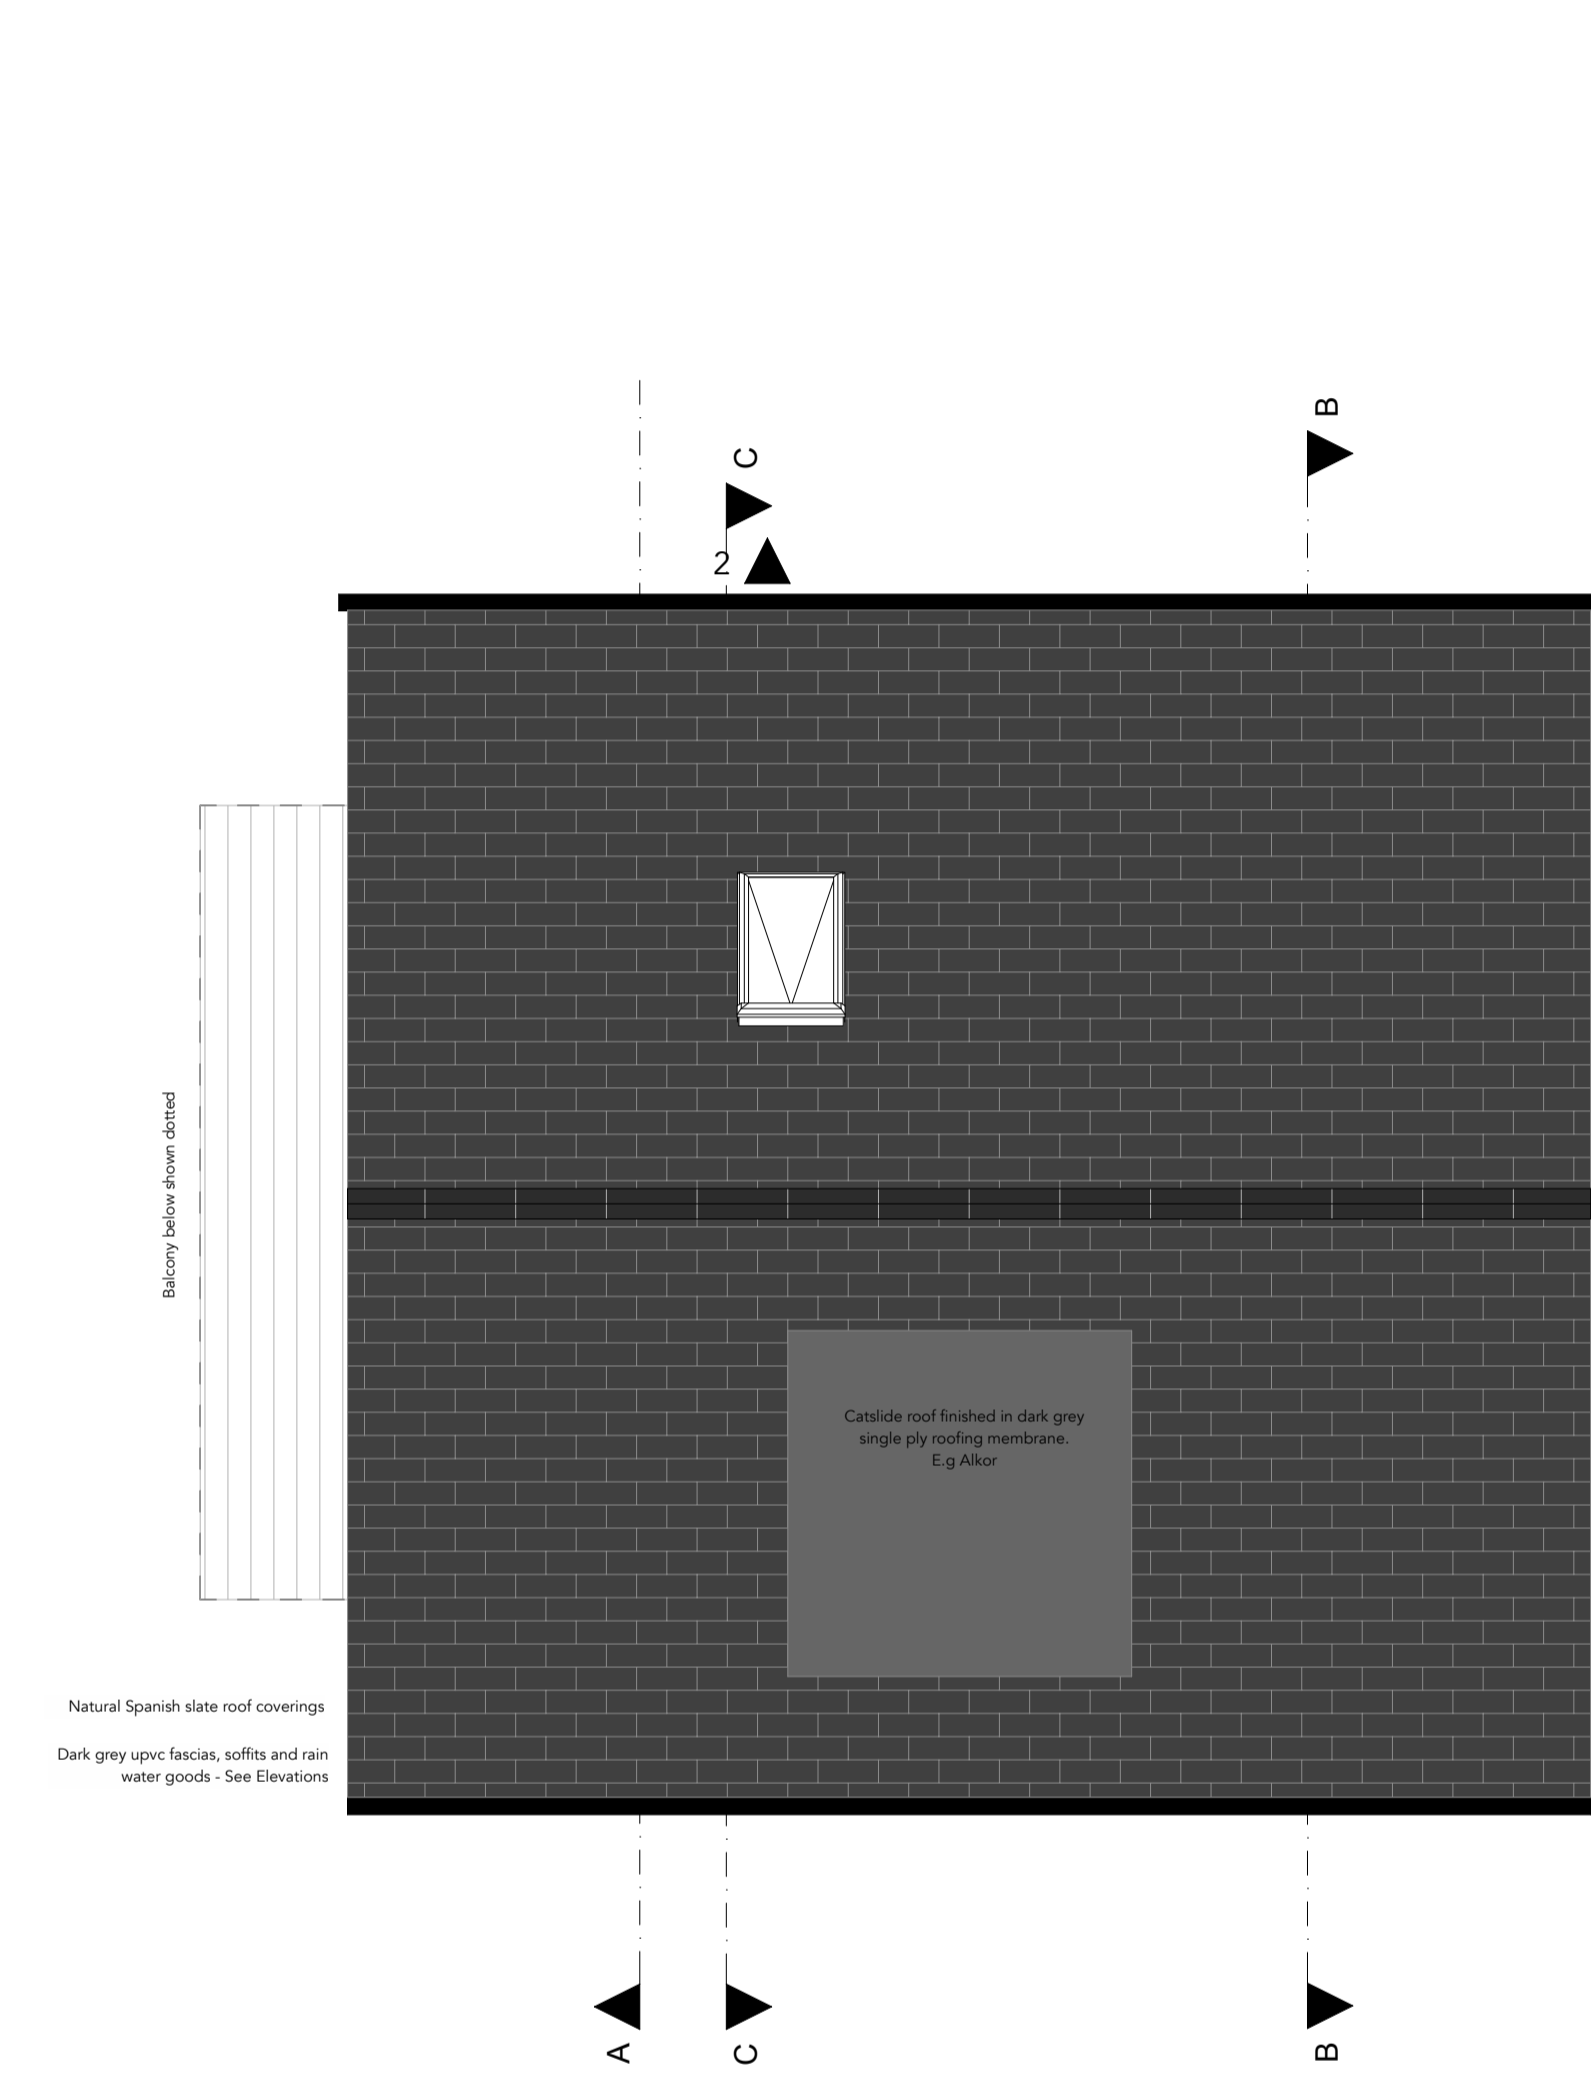 B
C
2
Balcony below shown dotted
Catslide roof finished in dark grey
single ply roofing membrane.
E.g Alkor
Natural Spanish slate roof coverings
Dark grey upvc fascias, soffits and rain
water goods - See Elevations
A
C
B